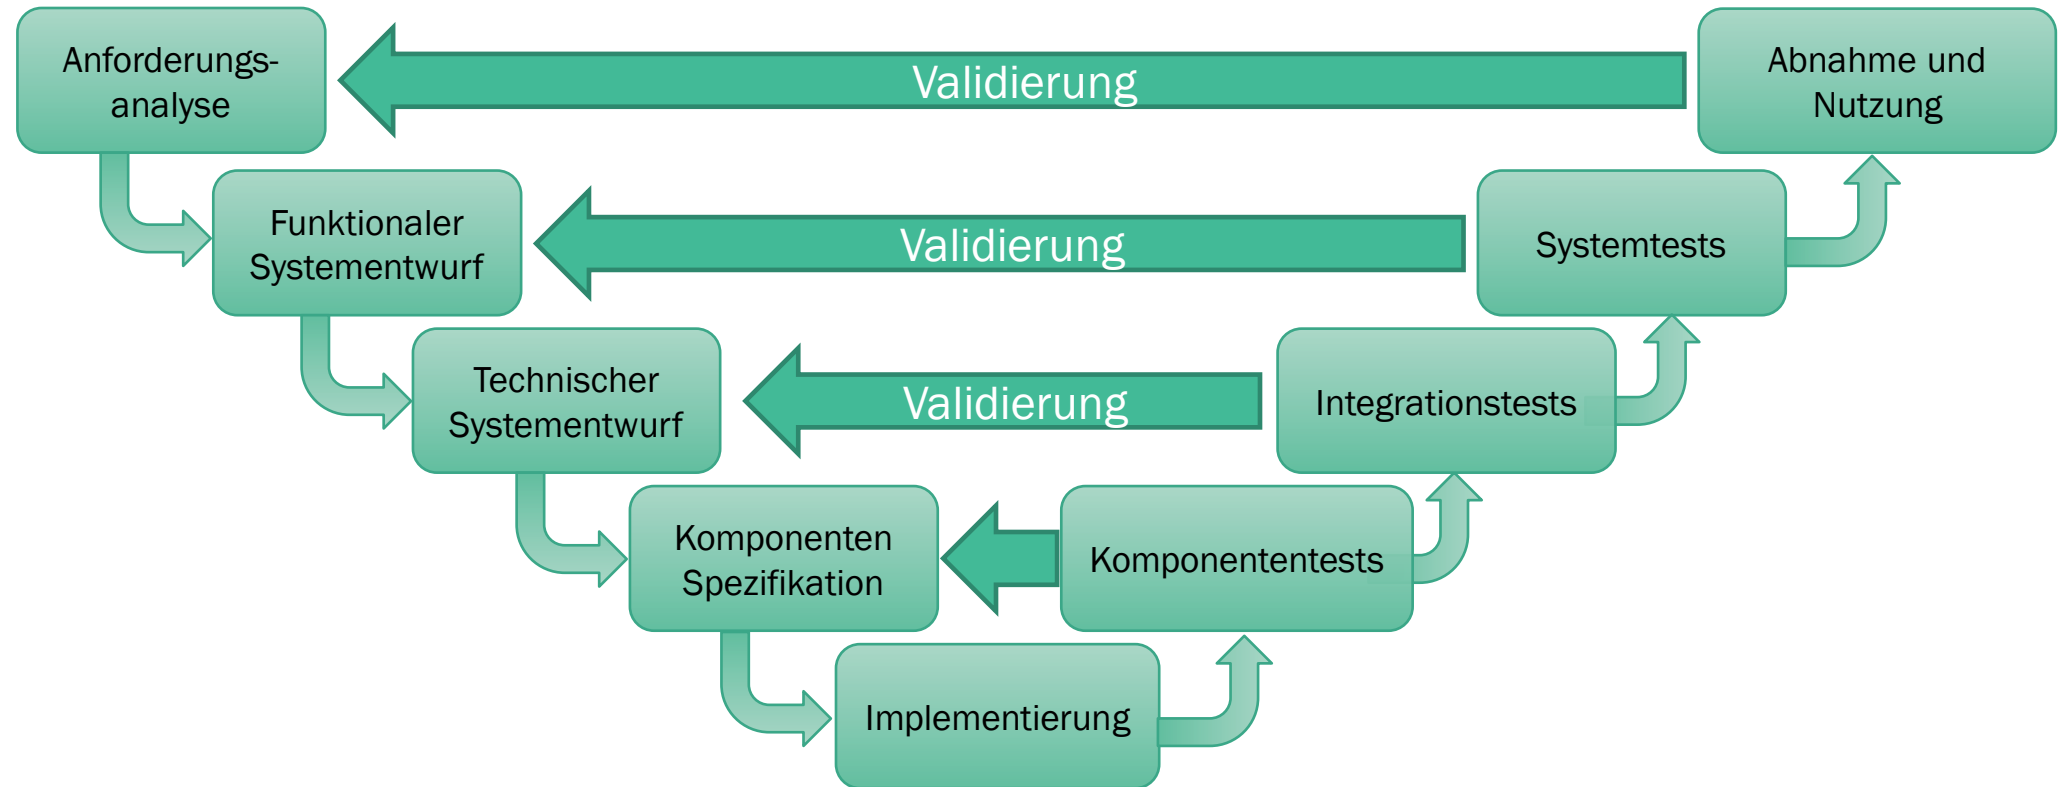 Anforderungs-
analyse
Validierung
Abnahme und
Nutzung
Funktionaler
Systementwurf
Validierung
Systemtests
Technischer
Systementwurf
Validierung
Integrationstests
Komponenten
Spezifikation
Komponententests
Implementierung